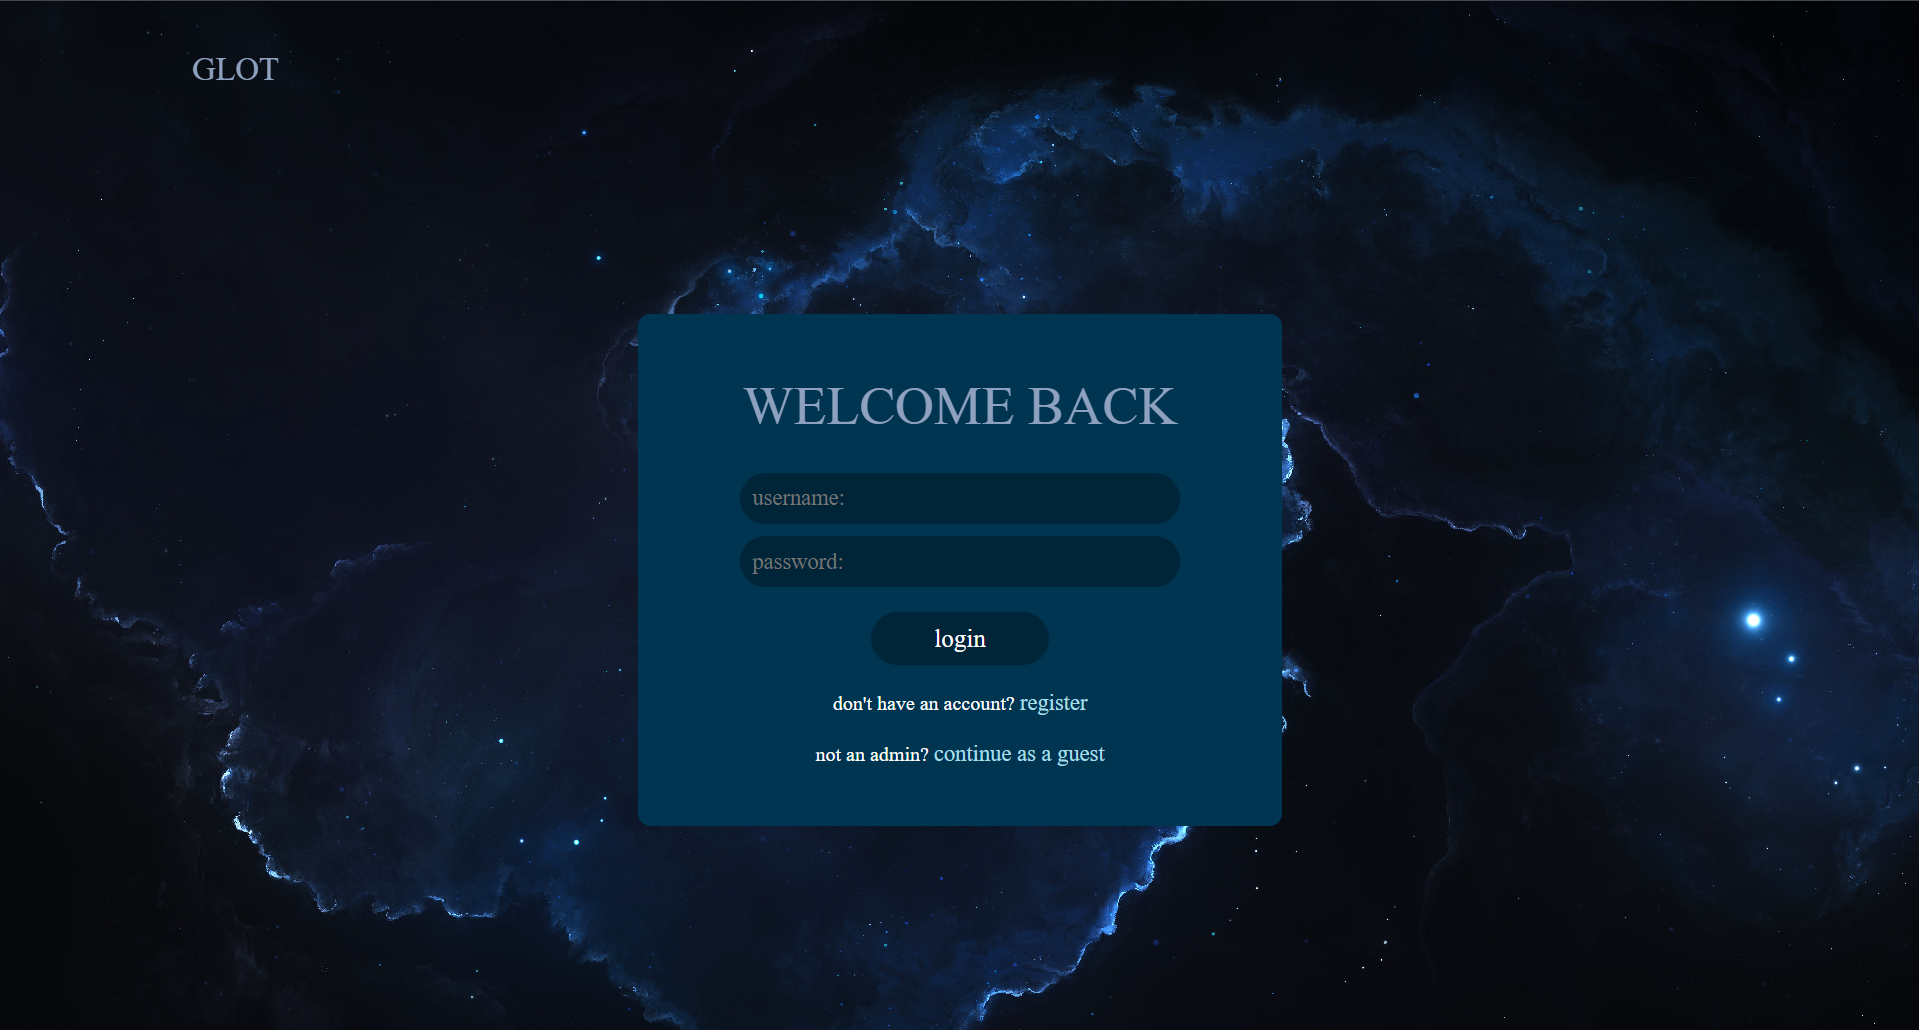 GLOT
WELCOME BACK
username:
password:
login
don't have an account? register
not an admin? continue as a guest